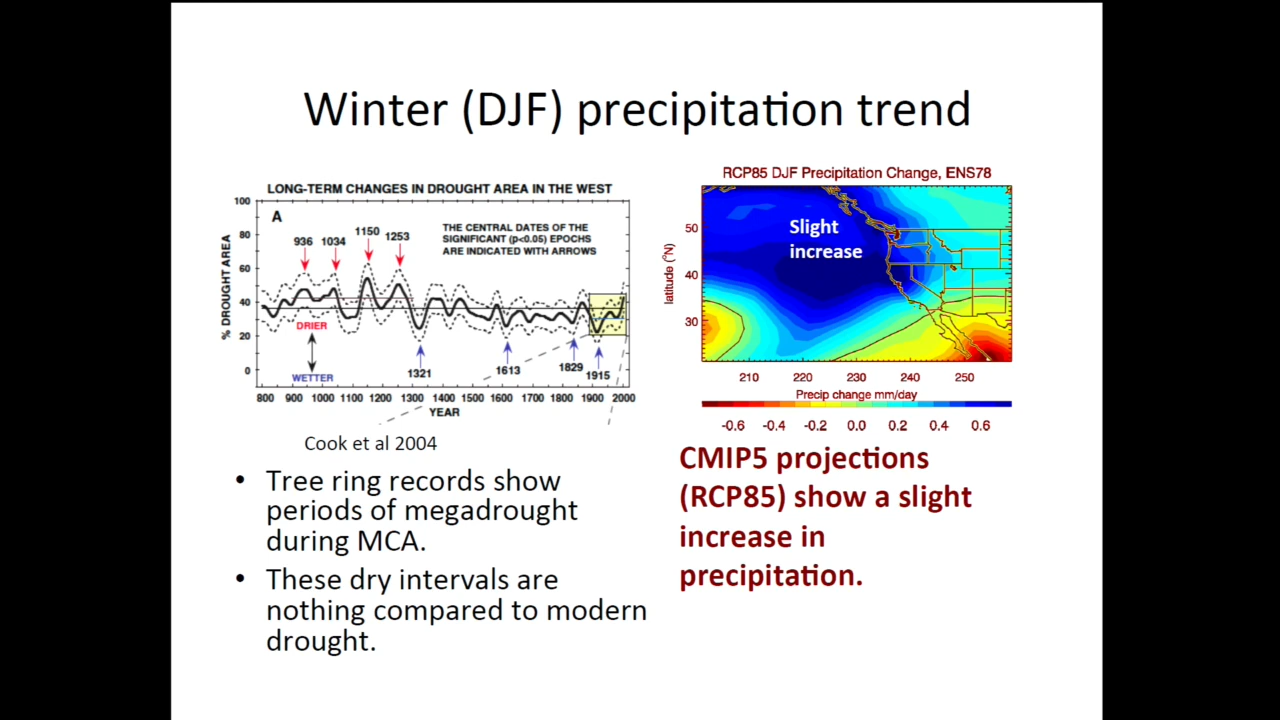 Winter (DJF) precipitation trend
LONG-TERM CHANGES IN DROUGHT AREA IN THE WEST
100
80
60
40
20
0
% DROUGHT AREA
A
936
1034
1150
1253
THE CENTRAL DATES OF THE
SIGNIFICANT (p<0.05) EPOCHS
ARE INDICATED WITH ARROWS
DRIER
WETTER
1321
1613
1829
1915
800 900 1000 1100 1200 1300 1400 1500 1600 1700 1800 1900 2000
YEAR
Cook et al 2004
• Tree ring records show
periods of megadrought
during MCA.
• These dry intervals are
nothing compared to modern
drought.
RCP85 DJF Precipitation Change, ENS78
Slight
increase
latitude (°N)
50
40
30
210 220 230 240 250
Precip change mm/day
-0.6 -0.4 -0.2 0.0 0.2 0.4 0.6
CMIP5 projections
(RCP85) show a slight
increase in
precipitation.